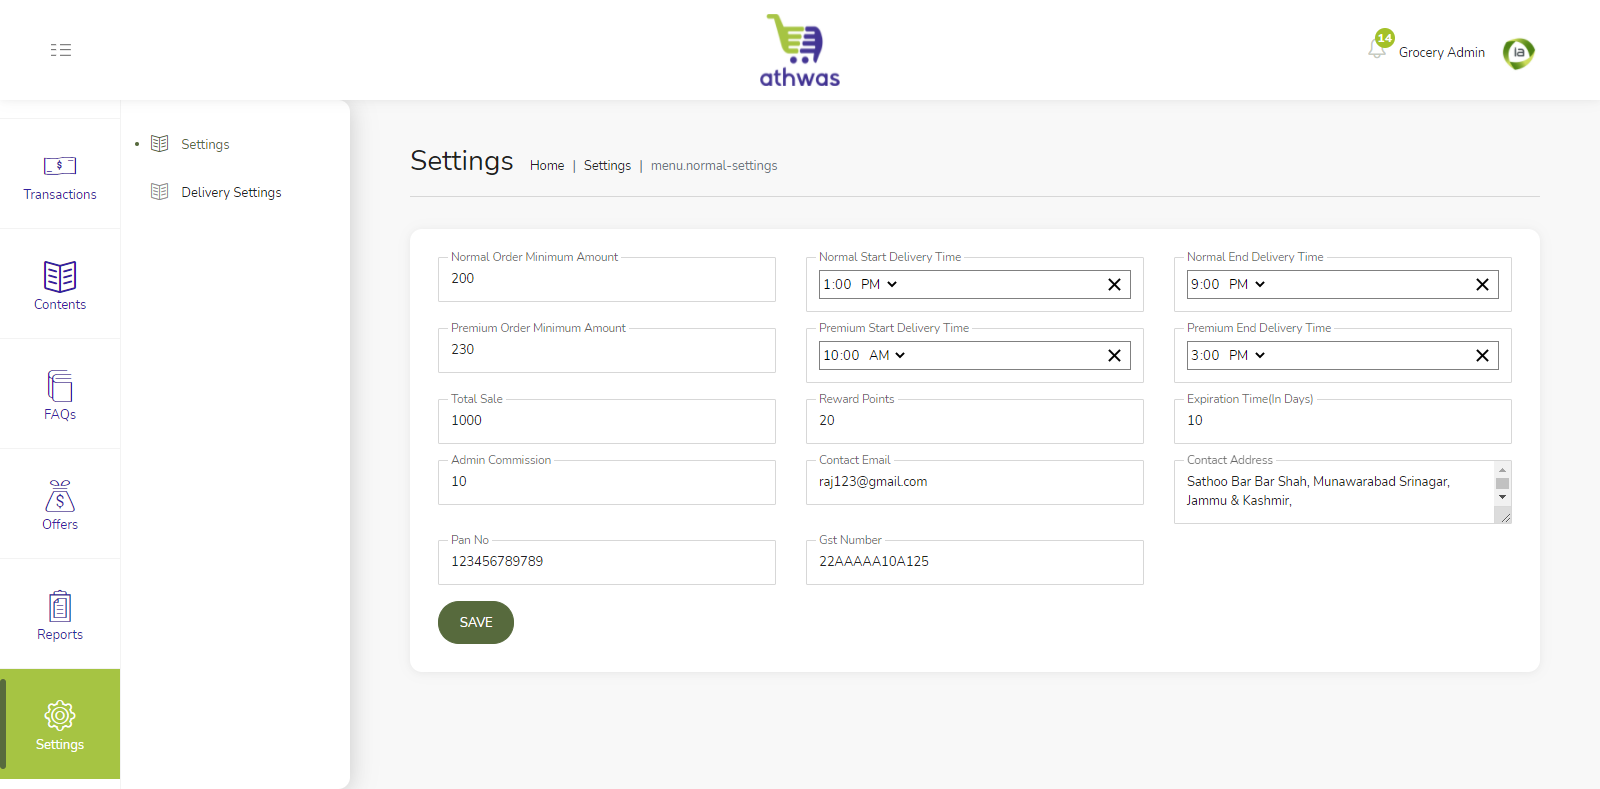 athwas
14
Grocery Admin
ia
Transactions
Contents
FAQs
Offers
Reports
Settings
Settings
Delivery Settings
Settings
Home | Settings | menu.normal-settings
Normal Order Minimum Amount
200
Normal Start Delivery Time
1:00 PM
Normal End Delivery Time
9:00 PM
Premium Order Minimum Amount
230
Premium Start Delivery Time
10:00 AM
Premium End Delivery Time
3:00 PM
Total Sale
1000
Reward Points
20
Expiration Time(In Days)
10
Admin Commission
10
Contact Email
raj123@gmail.com
Contact Address
Sathoo Bar Bar Shah, Munawarabad Srinagar,
Jammu & Kashmir,
Pan No
123456789789
Gst Number
22AAAAA10A125
SAVE